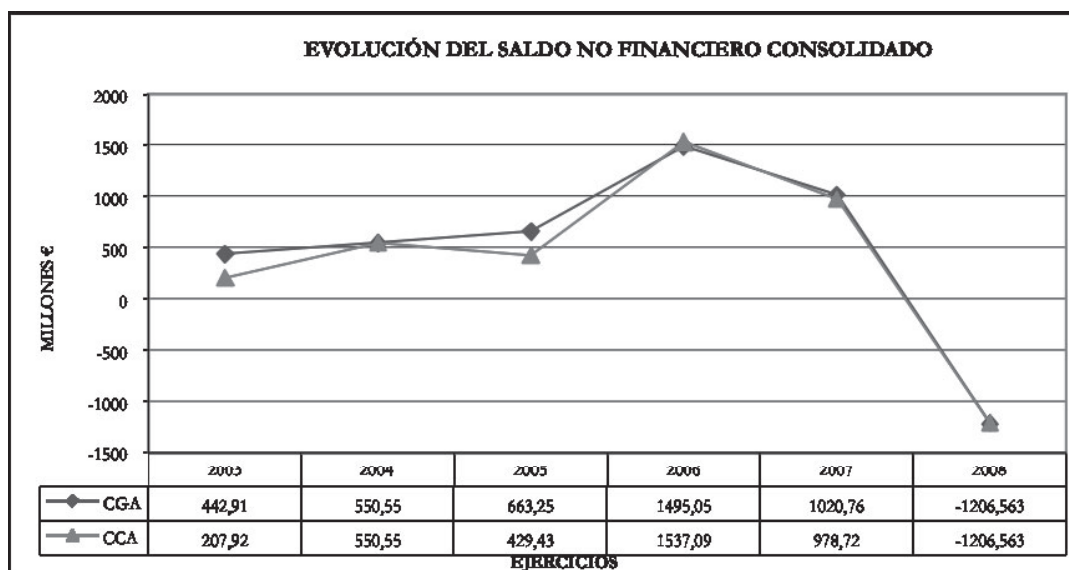 EVOLUCIÓN DEL SALDO NO FINANCIERO CONSOLIDADO
MILLONES €
2000
1500
1000
500
0
-500
-1000
-1500
2003 2004 2005 2006 2007 2008
CGA 442,91 550,55 663,25 1495,05 1020,76 -1206,563
CCA 207,92 550,55 429,43 1537,09 978,72 -1206,563
EJERCICIOS